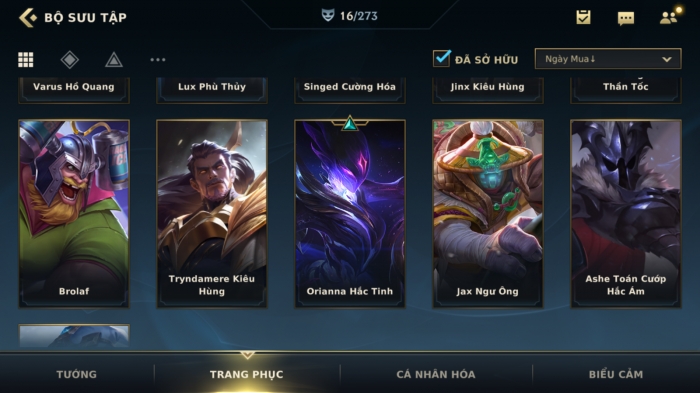 BỘ SƯU TẬP
16/273
ĐÃ SỞ HỮU
Ngày Mua↓
Varus Hồ Quang
Lux Phù Thủy
Singed Cường Hóa
Jinx Kiêu Hùng
Thần Tốc
Brolaf
Tryndamere Kiêu
Hùng
Orianna Hắc Tinh
Jax Ngư Ông
Ashe Toán Cướp
Hắc Ám
TƯỚNG
TRANG PHỤC
CÁ NHÂN HÓA
BIỂU CẢM